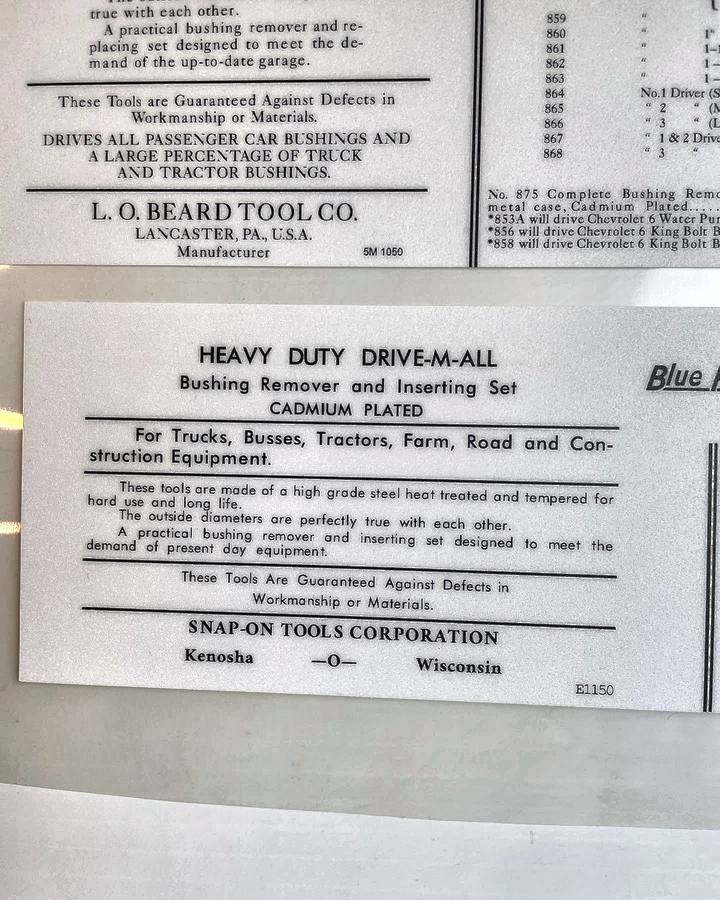 true with each other.
A practical bushing remover and re-
placing set designed to meet the de-
mand of the up-to-date garage.
These Tools are Guaranteed Against Defects in
Workmanship or Materials.
DRIVES ALL PASSENGER CAR BUSHINGS AND
A LARGE PERCENTAGE OF TRUCK
AND TRACTOR BUSHINGS.
L. O. BEARD TOOL CO.
LANCASTER, PA., U.S.A.
Manufacturer 5M 1050
859 "
860 " 1"
861 "
862 "
863 "
864 No.1 Driver
865 " 2 "
866 " 3 "
867 " 1 & 2
868 " 3 "
No. 875 Complete Bushing
metal case, Cadmium Plated.....
*853A will drive Chevrolet 6 Water
*856 will drive Chevrolet 6 King Bolt
*858 will drive Chevrolet 6 King Bolt
HEAVY DUTY DRIVE-M-ALL
Bushing Remover and Inserting Set
CADMIUM PLATED
For Trucks, Busses, Tractors, Farm, Road and Con-
struction Equipment.
These tools are made of a high grade steel heat treated and tempered for
hard use and long life.
The outside diameters are perfectly true with each other.
A practical bushing remover and inserting set designed to meet the
demand of present day equipment.
These Tools Are Guaranteed Against Defects in
Workmanship or Materials.
SNAP-ON TOOLS CORPORATION
Kenosha —O— Wisconsin
E1150
Blue